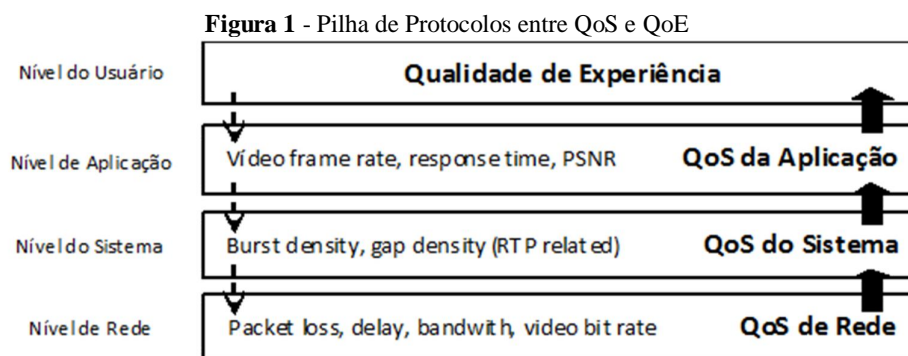 Figura 1 - Pilha de Protocolos entre QoS e QoE
Nível do Usuário
Qualidade de Experiência
Nível de Aplicação
Vídeo frame rate, response time, PSNR
QoS da Aplicação
Nível do Sistema
Burst density, gap density (RTP related)
QoS do Sistema
Nível de Rede
Packet loss, delay, bandwith, video bit rate
QoS de Rede